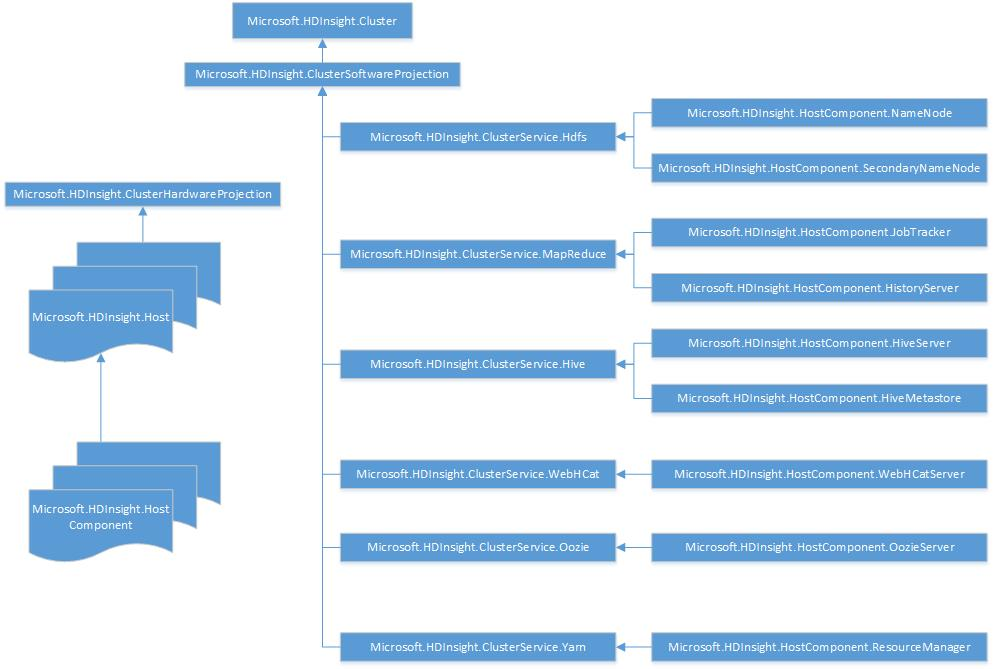 Microsoft.HDInsight.Cluster
Microsoft.HDInsight.ClusterSoftwareProjection
Microsoft.HDInsight.ClusterService.Hdfs
Microsoft.HDInsight.HostComponent.NameNode
Microsoft.HDInsight.HostComponent.SecondaryNameNode
Microsoft.HDInsight.ClusterHardwareProjection
Microsoft.HDInsight.ClusterService.MapReduce
Microsoft.HDInsight.HostComponent.JobTracker
Microsoft.HDInsight.HostComponent.HistoryServer
Microsoft.HDInsight.Host
Microsoft.HDInsight.ClusterService.Hive
Microsoft.HDInsight.HostComponent.HiveServer
Microsoft.HDInsight.HostComponent.HiveMetastore
Microsoft.HDInsight.ClusterService.WebHCat
Microsoft.HDInsight.HostComponent.WebHCatServer
Microsoft.HDInsight.Host
Component
Microsoft.HDInsight.ClusterService.Oozie
Microsoft.HDInsight.HostComponent.OozieServer
Microsoft.HDInsight.ClusterService.Yarn
Microsoft.HDInsight.HostComponent.ResourceManager